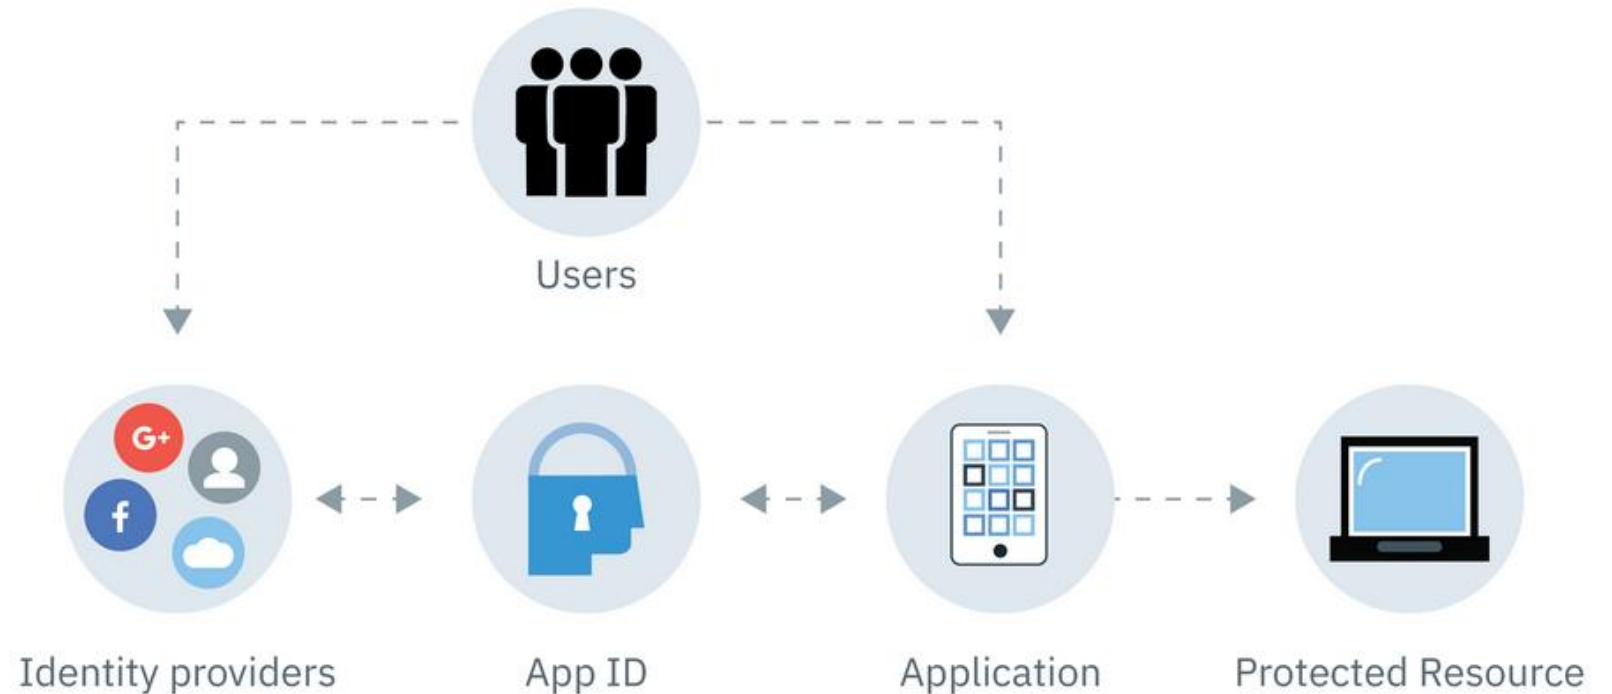 Users
G+
f
Identity providers
App ID
Application
Protected Resource